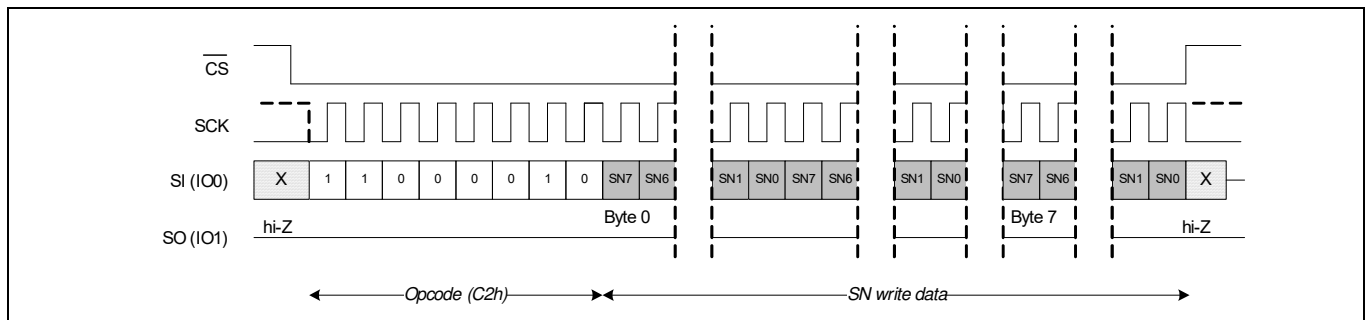 CS
SCK
SI (IO0) X 1 1 0 0 0 0 1 0 SN7 SN6 SN1 SN0 SN7 SN6 SN1 SN0 SN7 SN6 SN1 SN0 X
Byte 0 Byte 7
SO (IO1) hi-Z hi-Z
Opcode (C2h) SN write data